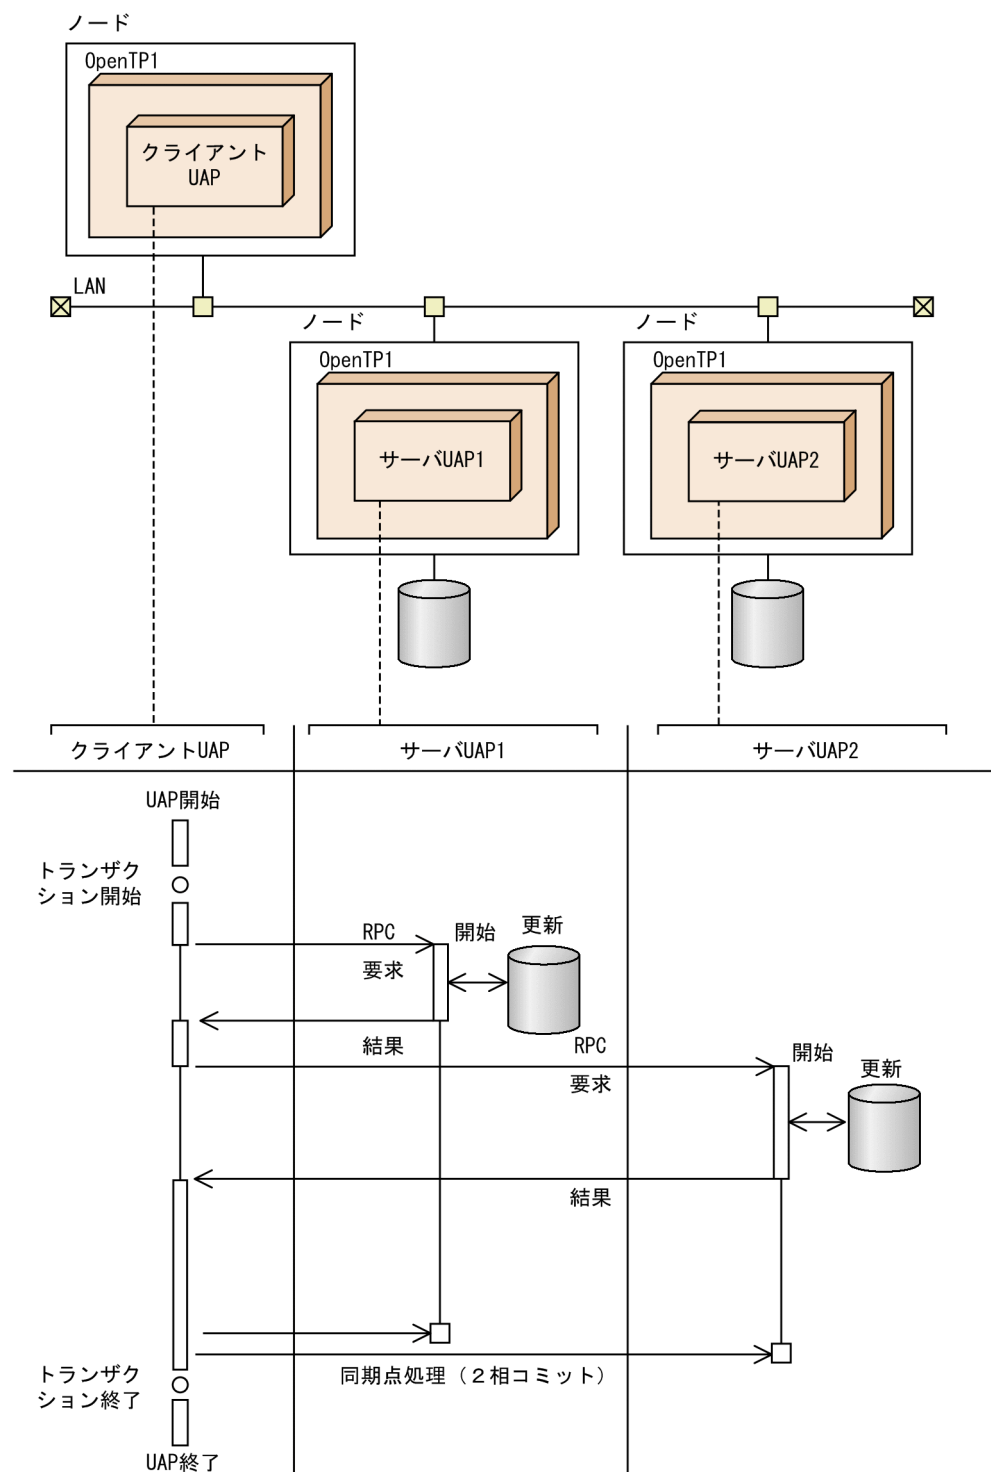 ノード
OpenTP1
クライアント
UAP
LAN
ノード
ノード
OpenTP1
OpenTP1
サーバUAP1
サーバUAP2
クライアントUAP
サーバUAP1
サーバUAP2
UAP開始
トランザク
ション開始
RPC
開始
更新
要求
結果
RPC
開始
更新
要求
結果
トランザク
ション終了
同期点処理（２相コミット）
UAP終了